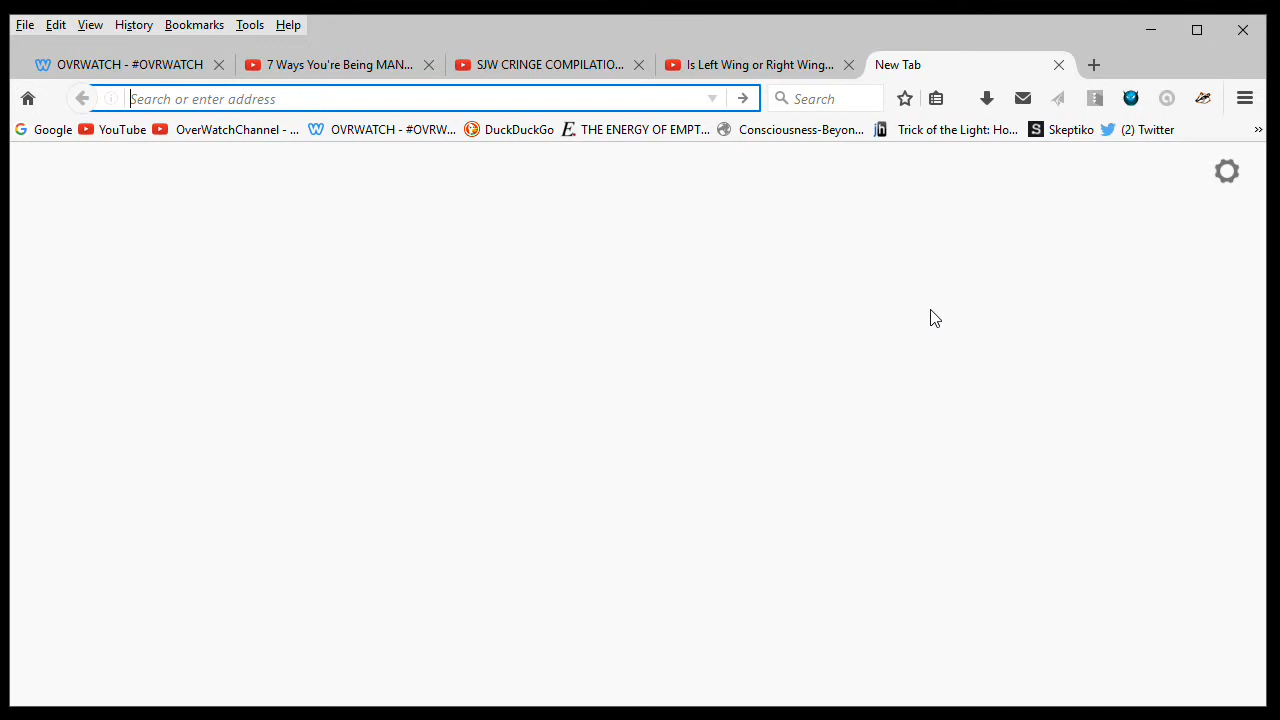 File Edit View History Bookmarks Tools Help
OVRWATCH - #OVRWATCH 7 Ways You're Being MAN... SJW CRINGE COMPILATIO... Is Left Wing or Right Wing... New Tab
Search or enter address Search
Google YouTube OverWatchChannel - ... OVRWATCH - #OVRW... DuckDuckGo THE ENERGY OF EMPT... Consciousness-Beyon... jh Trick of the Light: Ho... S Skeptiko (2) Twitter